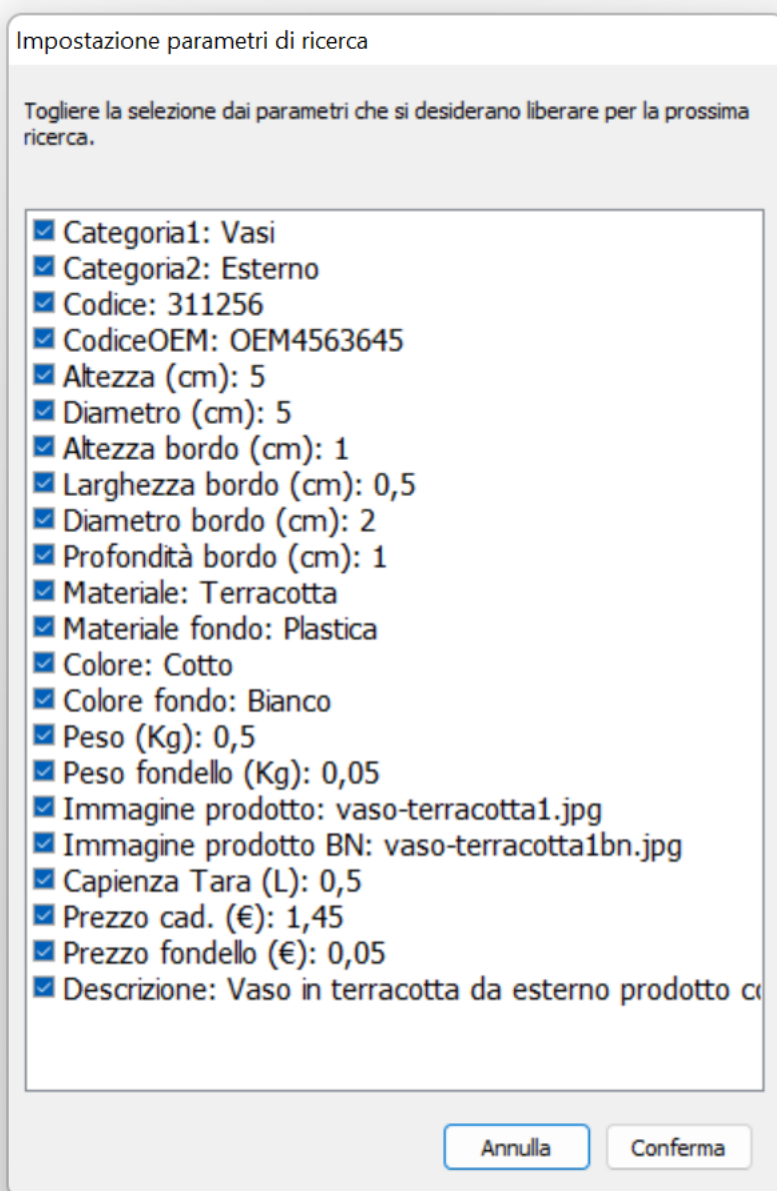 Impostazione parametri di ricerca
Togliere la selezione dai parametri che si desiderano liberare per la prossima
ricerca.
Categoria1: Vasi
Categoria2: Esterno
Codice: 311256
CodiceOEM: OEM4563645
Altezza (cm): 5
Diametro (cm): 5
Altezza bordo (cm): 1
Larghezza bordo (cm): 0,5
Diametro bordo (cm): 2
Profondità bordo (cm): 1
Materiale: Terracotta
Materiale fondo: Plastica
Colore: Cotto
Colore fondo: Bianco
Peso (Kg): 0,5
Peso fondello (Kg): 0,05
Immagine prodotto: vaso-terracotta1.jpg
Immagine prodotto BN: vaso-terracotta1bn.jpg
Capienza Tara (L): 0,5
Prezzo cad. (€): 1,45
Prezzo fondello (€): 0,05
Descrizione: Vaso in terracotta da esterno prodotto
Annulla Conferma